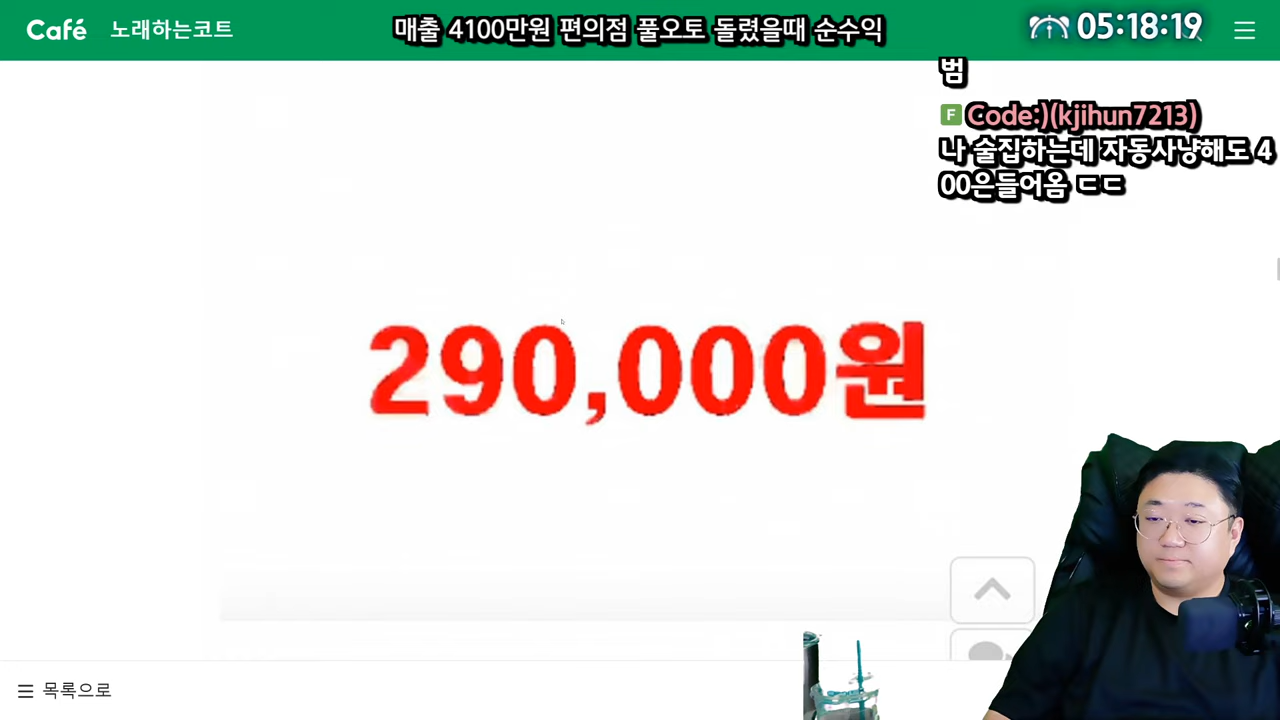 Café 노래하는코트
매출 4100만원 편의점 풀오토 돌렸을때 순수익
05:18:19
범
F Code:)(kjihun7213)
나 술집하는데 자동사냥해도 4
00은들어옴 ㄷㄷ
290,000원
목록으로